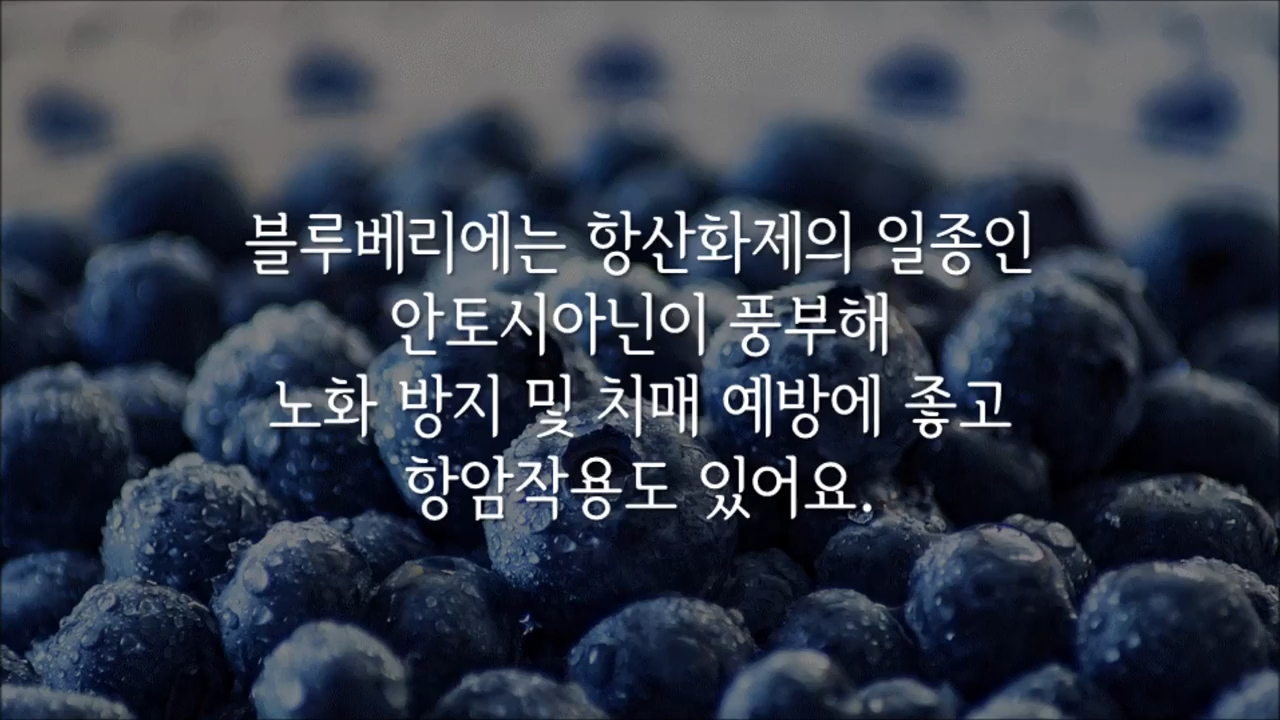 블루베리에는 항산화제의 일종인
안토시아닌이 풍부해
노화 방지 및 치매 예방에 좋고
항암작용도 있어요.